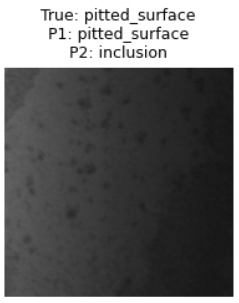 True: pitted_surface
P1: pitted_surface
P2: inclusion